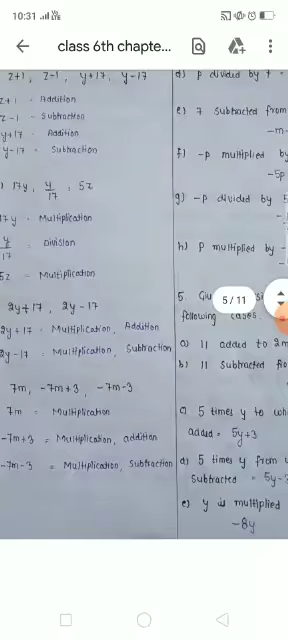 10:31
class 6th chapte...
z+1, z-1, y+17, y-17
z+1 - Addition
z-1 - Subtraction
y+17 - Addition
y-17 - Subtraction
17y, y/17, 5z
17y - Multiplication
y/17 = Division
5z = Multiplication
2y+17, 2y-17
2y+17 = Multiplication, Addition
2y-17 = Multiplication, Subtraction
7m, -7m+3, -7m-3
7m = Multiplication
-7m+3 = Multiplication, addition
-7m-3 = Multiplication, Subtraction
d) p divided by 7 =
e) 7 subtracted from
-m-
f) -p multiplied by
-5p
g) -p divided by 5
h) p multiplied by -
5.
5 / 11
following cases.
a) 11 added to 2m
b) 11 Subtracted fro
c) 5 times y to whi
added = 5y+3
d) 5 times y from w
subtracted = 5y-3
e) y is multiplied
-8y